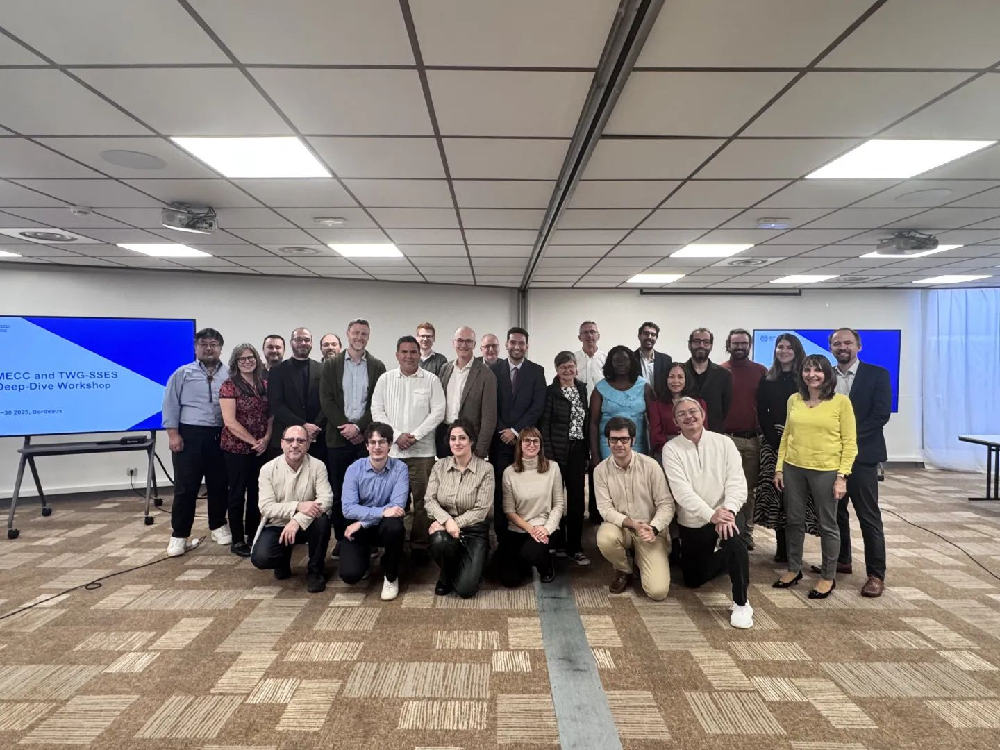 MECC and TWG-SSES
Deep-Dive Workshop
–30 2025, Bordeaux